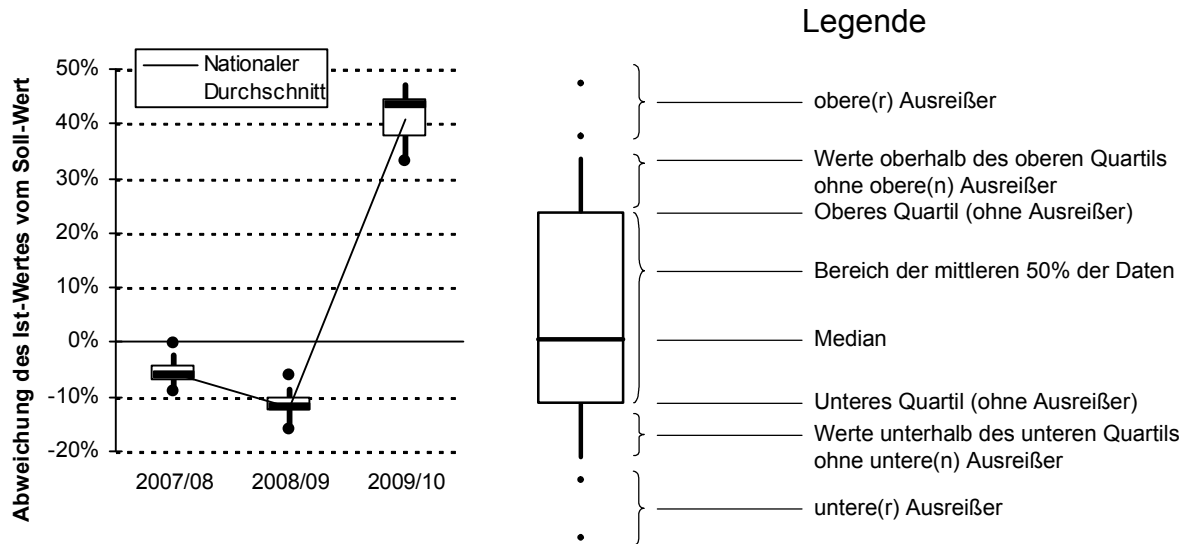 Legende
Abweichung des Ist-Wertes vom Soll-Wert
Nationaler
Durchschnitt
50%
40%
30%
20%
10%
0%
-10%
-20%
2007/08
2008/09
2009/10
obere(r) Ausreißer
Werte oberhalb des oberen Quartils
ohne obere(n) Ausreißer
Oberes Quartil (ohne Ausreißer)
Bereich der mittleren 50% der Daten
Median
Unteres Quartil (ohne Ausreißer)
Werte unterhalb des unteren Quartils
ohne untere(n) Ausreißer
untere(r) Ausreißer